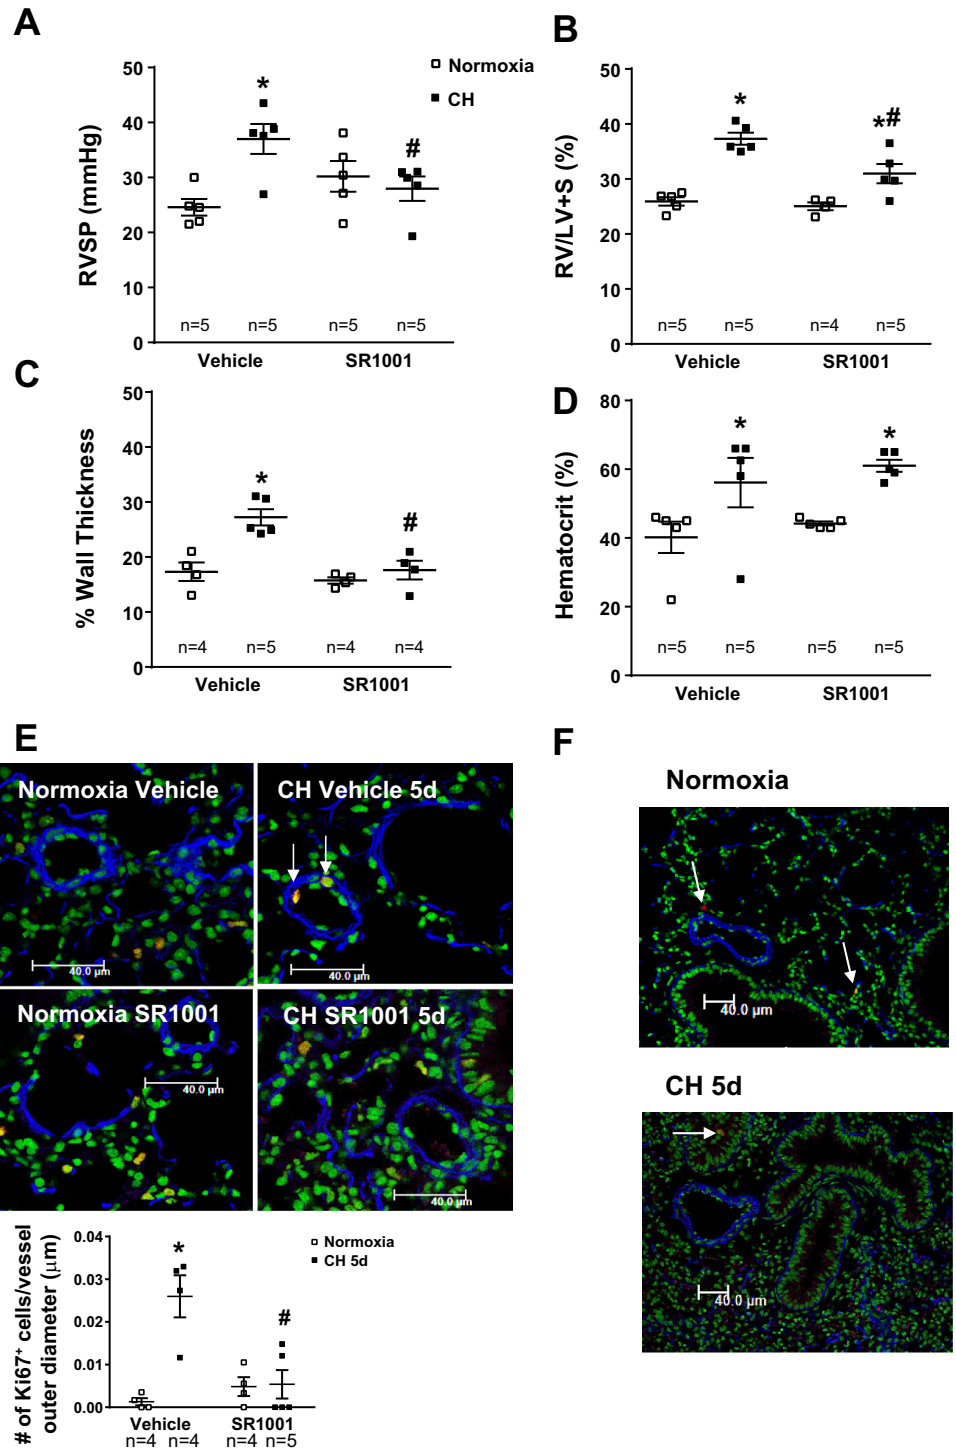 A
RVSP (mmHg)
50
40
30
20
10
0
Normoxia
CH
*
#
n=5 n=5 n=5 n=5
Vehicle SR1001
B
RV/LV+S (%)
50
40
30
20
10
0
*
*#
n=5 n=5 n=4 n=5
Vehicle SR1001
C
% Wall Thickness
50
40
30
20
10
0
*
#
n=4 n=5 n=4 n=4
Vehicle SR1001
D
Hematocrit (%)
80
60
40
20
0
*
*
n=5 n=5 n=5 n=5
Vehicle SR1001
E
Normoxia Vehicle
40.0 µm
CH Vehicle 5d
40.0 µm
Normoxia SR1001
40.0 µm
CH SR1001 5d
40.0 µm
# of Ki67+ cells/vessel
outer diameter (µm)
0.04
0.03
0.02
0.01
0.00
Normoxia
CH 5d
*
#
Vehicle SR1001
n=4 n=4 n=4 n=5
F
Normoxia
40.0 µm
CH 5d
40.0 µm